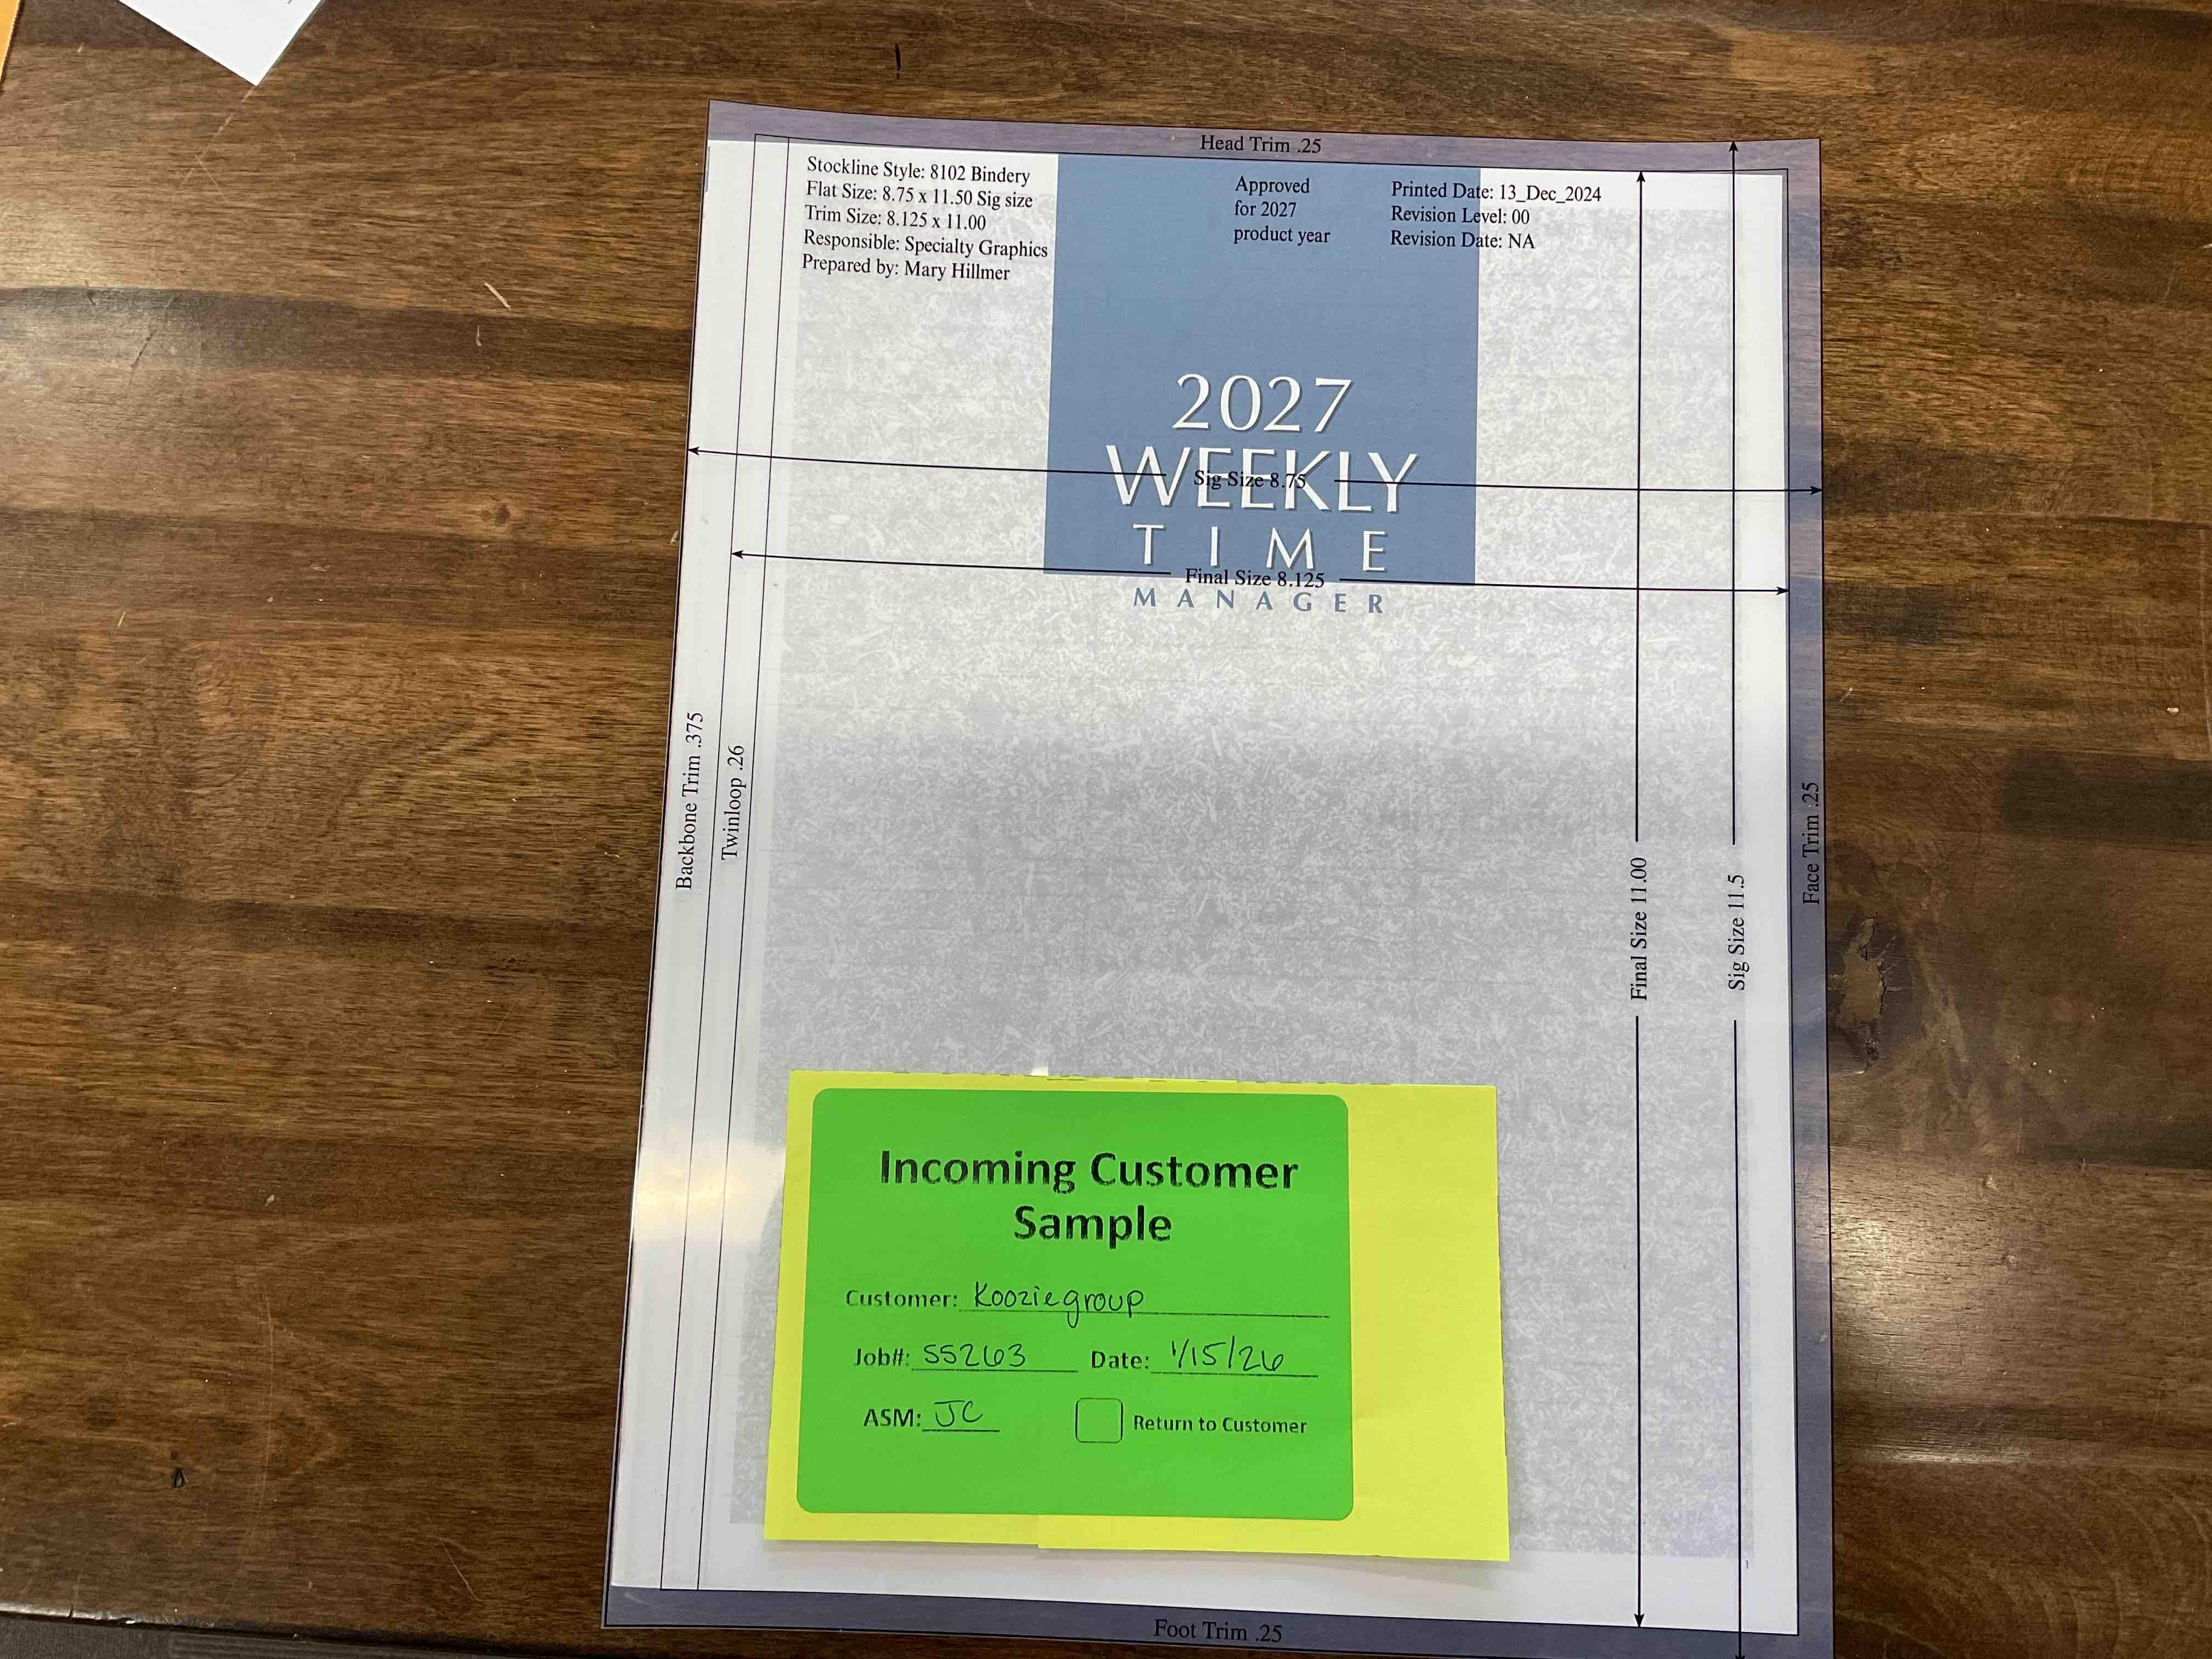 Head Trim .25
Stockline Style: 8102 Bindery
Flat Size: 8.75 x 11.50 Sig size
Trim Size: 8.125 x 11.00
Responsible: Specialty Graphics
Prepared by: Mary Hillmer
Approved
for 2027
product year
Printed Date: 13_Dec_2024
Revision Level: 00
Revision Date: NA
2027
WEEKLY
Sig Size 8.75
TIME
Final Size 8.125
MANAGER
Backbone Trim .375
Twinloop .26
Final Size 11.00
Sig Size 11.5
Face Trim .25
Incoming Customer
Sample
Customer: Kooziegroup
Job#: 55263 Date: 1/15/26
ASM: JC Return to Customer
1
Foot Trim .25